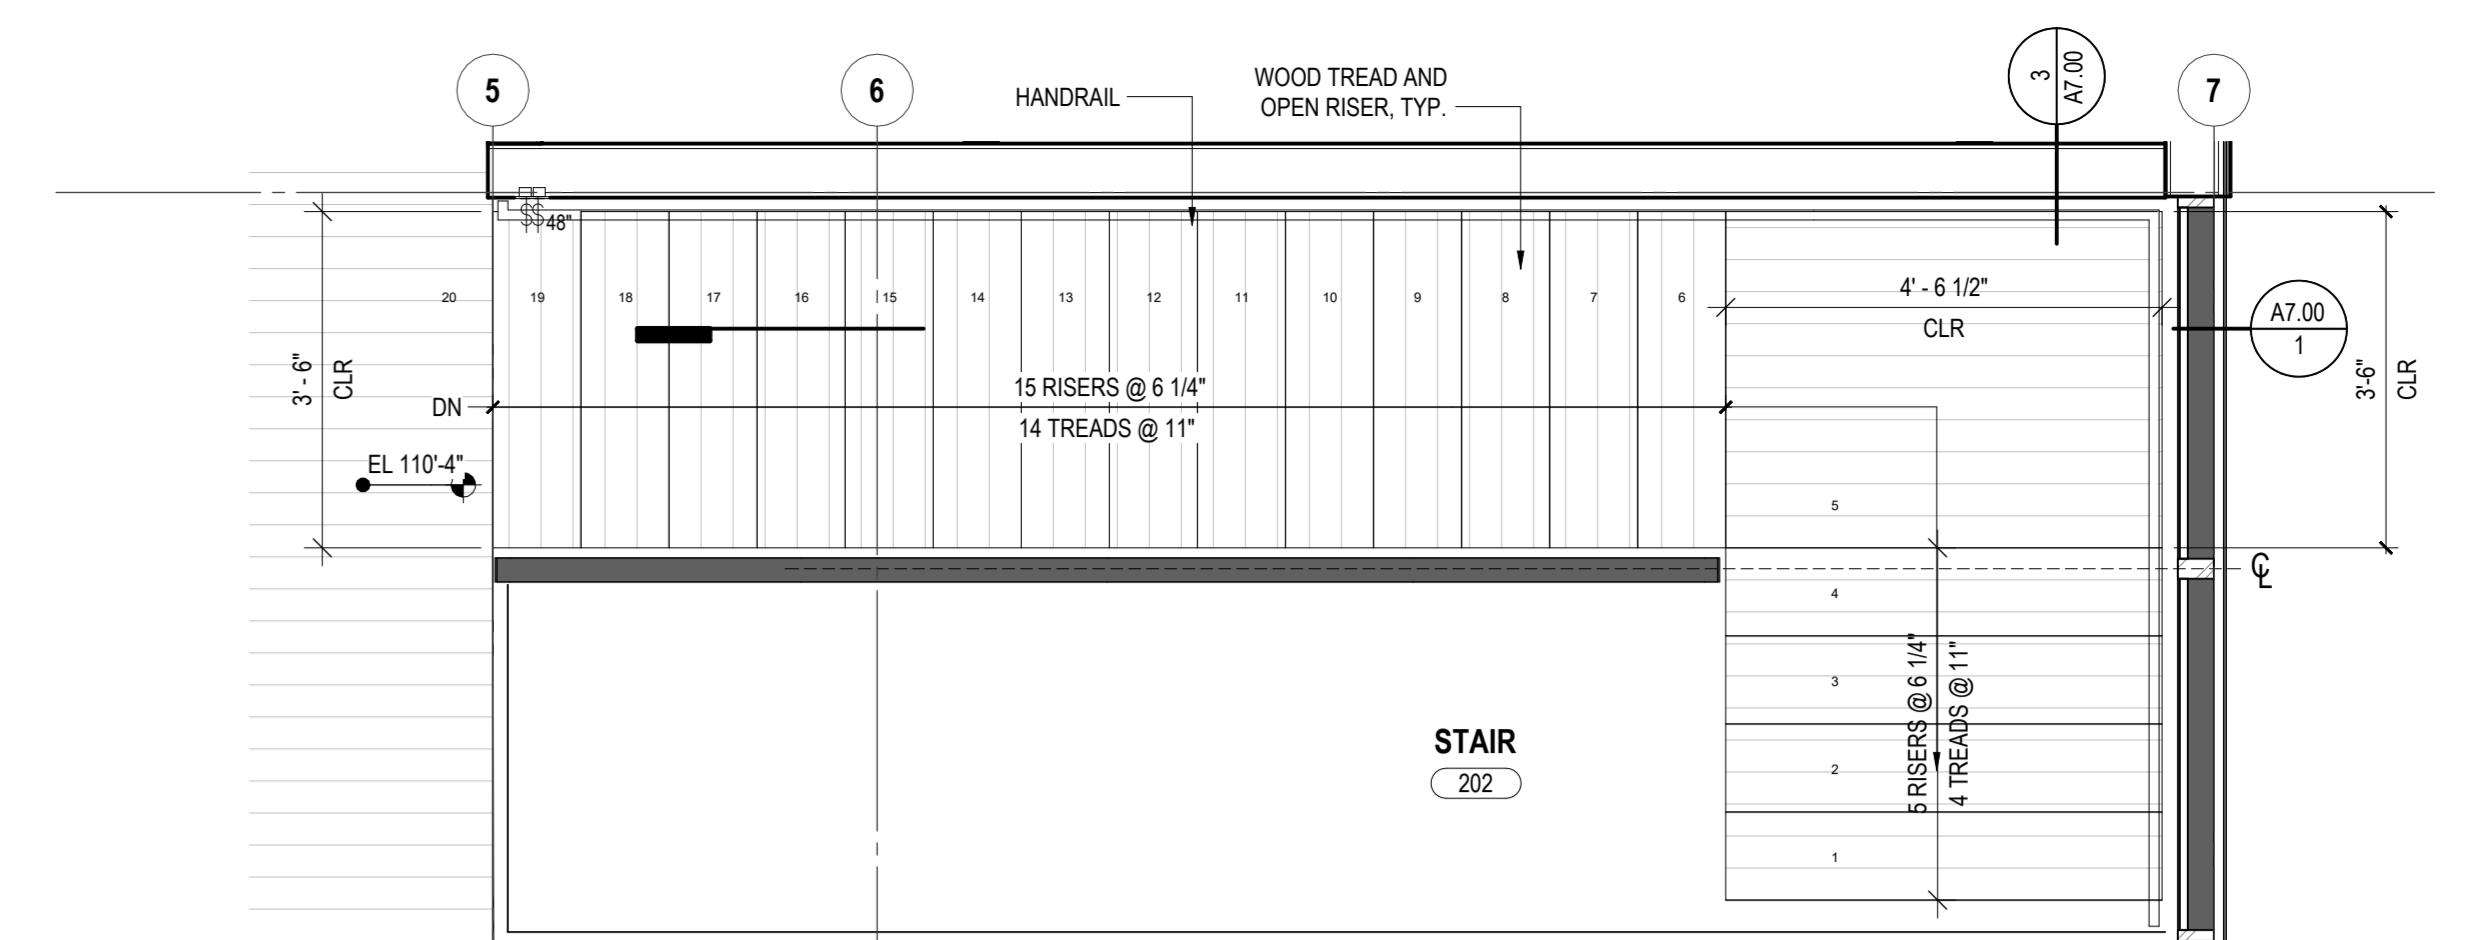 5
6
7
HANDRAIL
WOOD TREAD AND
OPEN RISER, TYP.
3
A7.00
$$ 48"
20 19 18 17 16 15 14 13 12 11 10 9 8 7 6
4' - 6 1/2"
CLR
A7.00
1
3' - 6"
CLR
3'-6"
CLR
15 RISERS @ 6 1/4"
14 TREADS @ 11"
DN
EL 110'-4"
5
4
3
2
1
5 RISERS @ 6 1/4"
4 TREADS @ 11"
CL
STAIR
202